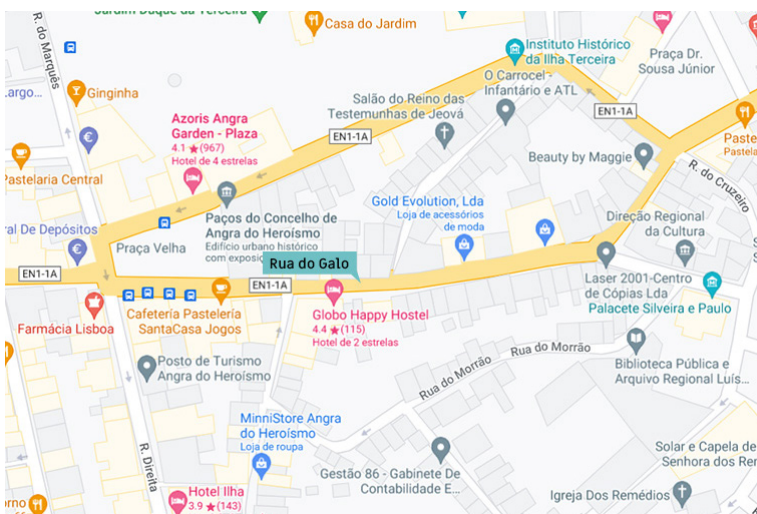 Jardim Duque da Terceira
Casa do Jardim
R. do Marquês
Ginginha
Largo...
Instituto Histórico
da Ilha Terceira
Praça Dr.
Sousa Júnior
O Carrocel -
Infantário e ATL
Salão do Reino das
Testemunhas de Jeová
EN1-1A
Azoris Angra
Garden - Plaza
4.1 ★ (967)
Hotel de 4 estrelas
EN1-1A
Paste
Pastela
Beauty by Maggie
R. do Cruzeiro
Pastelaria Central
Gold Evolution, Lda
Loja de acessórios
de moda
Paços do Concelho de
Angra do Heroísmo
Edifício urbano histórico
com exposiç
Direção Regional
da Cultura
ral De Depósitos
Praça Velha
Rua do Galo
EN1-1A
EN1-1A
Laser 2001-Centro
de Cópias Lda
Palacete Silveira e Paulo
Farmácia Lisboa
Cafeteria Pasteleria
SantaCasa Jogos
Globo Happy Hostel
4.4 ★ (115)
Hotel de 2 estrelas
Posto de Turismo
Angra do Heroísmo
Rua do Morrão
Rua do Morrão
Biblioteca Pública e
Arquivo Regional Luís...
MinniStore Angra
do Heroísmo
Loja de roupa
R. Direita
Gestão 86 - Gabinete De
Contabilidade E...
Solar e Capela de
Senhora dos Rer
Hotel Ilha
3.9 ★ (143)
Igreja Dos Remédios
orno